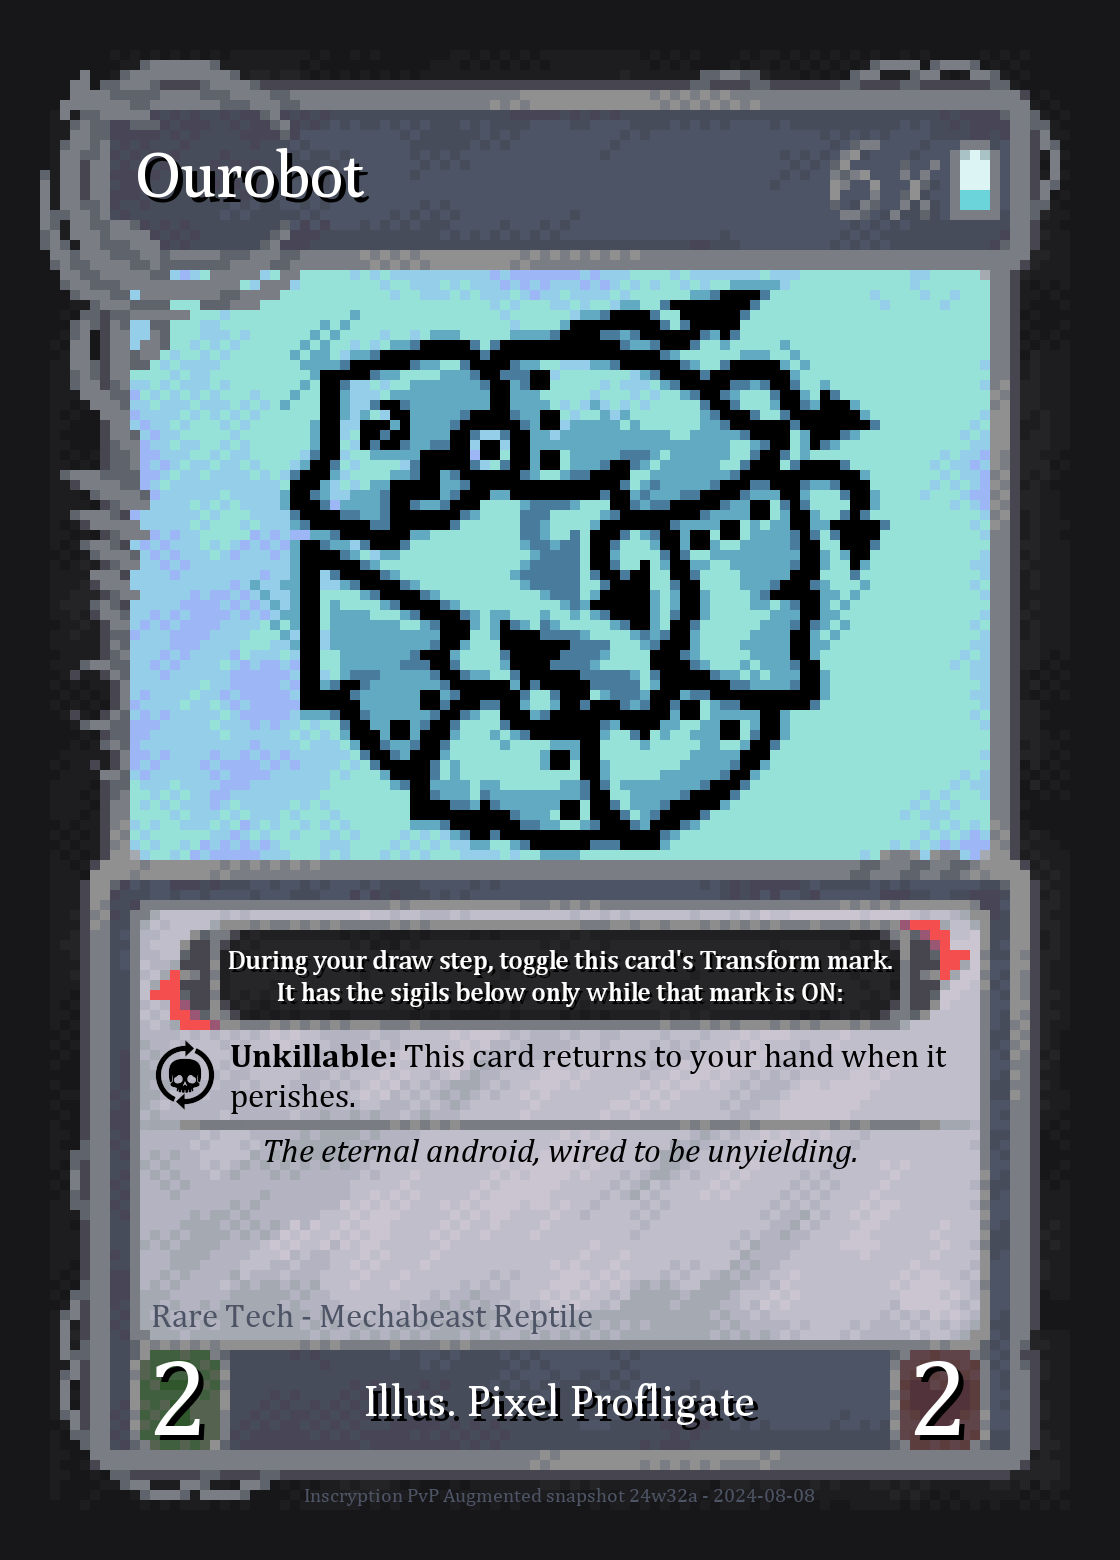 Ourobot
6x
During your draw step, toggle this card's Transform mark.
It has the sigils below only while that mark is ON:
Unkillable: This card returns to your hand when it
perishes.
The eternal android, wired to be unyielding.
Rare Tech - Mechabeast Reptile
2
Illus. Pixel Profligate
2
Inscryption PvP Augmented snapshot 24w32a - 2024-08-08